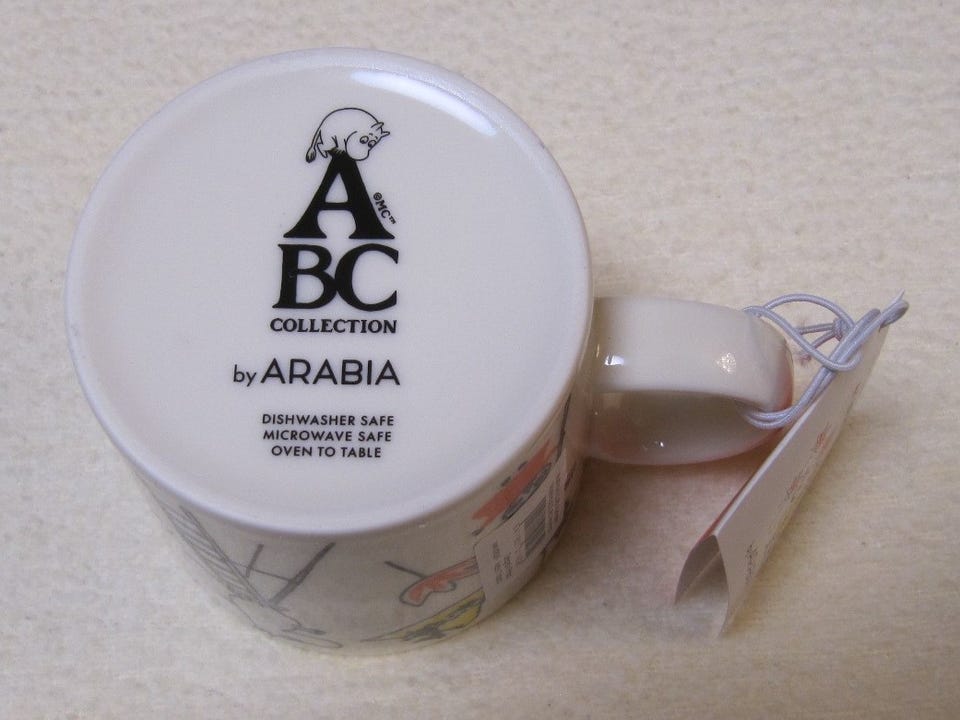 A
©MC™
BC
COLLECTION
by ARABIA
DISHWASHER SAFE
MICROWAVE SAFE
OVEN TO TABLE